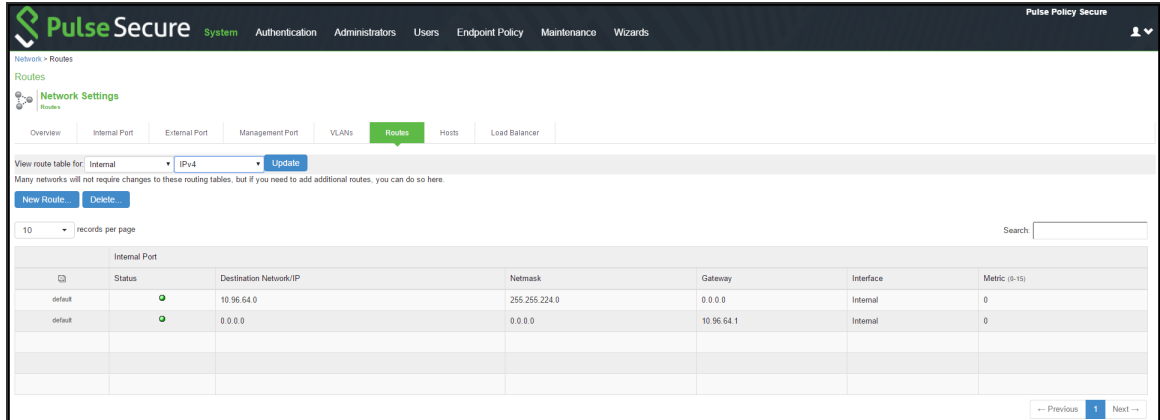 Pulse Policy Secure
Pulse Secure System Authentication Administrators Users Endpoint Policy Maintenance Wizards
Network > Routes
Routes
Network Settings
Routes
Overview Internal Port External Port Management Port VLANs Routes Hosts Load Balancer
View route table for: Internal IPv4 Update
Many networks will not require changes to these routing tables, but if you need to add additional routes, you can do so here.
New Route... Delete...
10 records per page Search:
Internal Port
Status Destination Network/IP Netmask Gateway Interface Metric (0-15)
default 10.96.64.0 255.255.224.0 0.0.0.0 Internal 0
default 0.0.0.0 0.0.0.0 10.96.64.1 Internal 0
← Previous 1 Next →